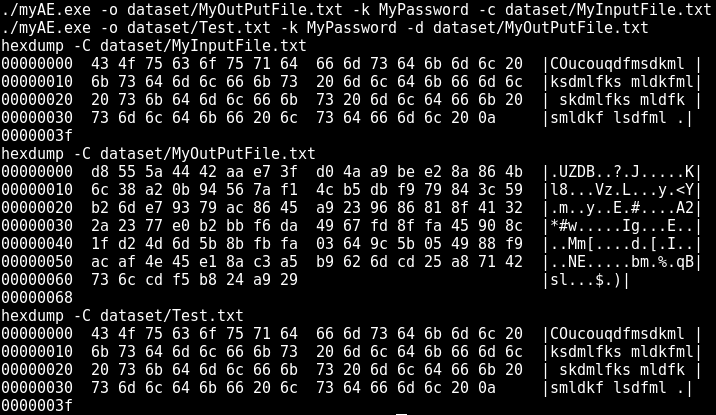 ./myAE.exe -o dataset/MyOutPutFile.txt -k MyPassword -c dataset/MyInputFile.txt
./myAE.exe -o dataset/Test.txt -k MyPassword -d dataset/MyOutPutFile.txt
hexdump -C dataset/MyInputFile.txt
00000000  43 4f 75 63 6f 75 71 64  66 6d 73 64 6b 6d 6c 20  |COucouqdfmsdkml |
00000010  6b 73 64 6d 6c 66 6b 73  20 6d 6c 64 6b 66 6d 6c  |ksdmlfks mldkfml|
00000020  20 73 6b 64 6d 6c 66 6b  73 20 6d 6c 64 66 6b 20  | skdmlfks mldfk |
00000030  73 6d 6c 64 6b 66 20 6c  73 64 66 6d 6c 20 0a     |smldkf lsdfml .|
0000003f
hexdump -C dataset/MyOutPutFile.txt
00000000  d8 55 5a 44 42 aa e7 3f  d0 4a a9 be e2 8a 86 4b  |.UZDB..?.J.....K|
00000010  6c 38 a2 0b 94 56 7a f1  4c b5 db f9 79 84 3c 59  |l8...Vz.L...y.<Y|
00000020  b2 6d e7 93 79 ac 86 45  a9 23 96 86 81 8f 41 32  |.m..y..E.#....A2|
00000030  2a 23 77 e0 b2 bb f6 da  49 67 fd 8f fa 45 90 8c  |*#w.....Ig...E..|
00000040  1f d2 4d 6d 5b 8b fb fa  03 64 9c 5b 05 49 88 f9  |..Mm[....d.[.I..|
00000050  ac af 4e 45 e1 8a c3 a5  b9 62 6d cd 25 a8 71 42  |..NE.....bm.%.qB|
00000060  73 6c cd f5 b8 24 a9 29                           |sl...$.)|
00000068
hexdump -C dataset/Test.txt
00000000  43 4f 75 63 6f 75 71 64  66 6d 73 64 6b 6d 6c 20  |COucouqdfmsdkml |
00000010  6b 73 64 6d 6c 66 6b 73  20 6d 6c 64 6b 66 6d 6c  |ksdmlfks mldkfml|
00000020  20 73 6b 64 6d 6c 66 6b  73 20 6d 6c 64 66 6b 20  | skdmlfks mldfk |
00000030  73 6d 6c 64 6b 66 20 6c  73 64 66 6d 6c 20 0a     |smldkf lsdfml .|
0000003f